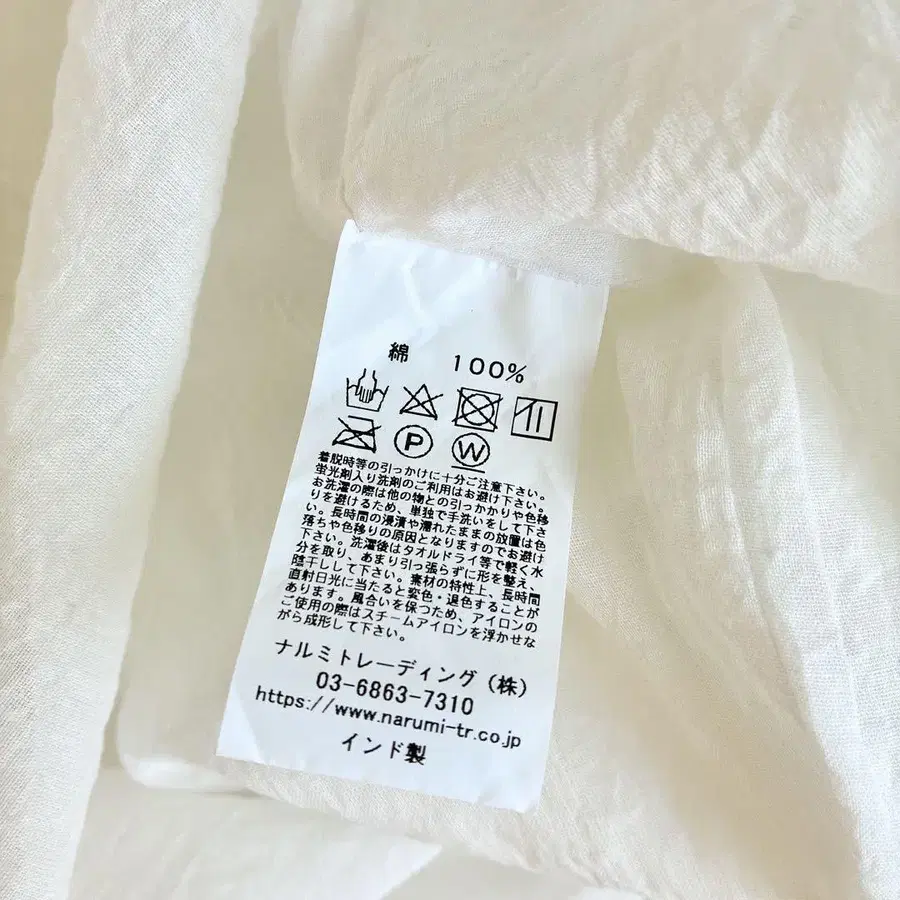 綿 100%
P W
着脱時等の引っかけに十分ご注意下さい。
蛍光剤入り洗剤のご利用はお避け下さい。
お洗濯の際は他の物との引っかかりや色移
りを避けるため、単独で手洗いをして下さ
い。長時間の浸漬や濡れたままの放置は色
落ちや色移りの原因となりますのでお避け
下さい。洗濯後はタオルドライ等で軽く水
分を取り、あまり引っ張らずに形を整え、
陰干しして下さい。素材の特性上、長時間
直射日光に当たると変色・退色することが
あります。風合いを保つため、アイロンの
ご使用の際はスチームアイロンを浮かせな
がら成形して下さい。
ナルミトレーディング(株)
03-6863-7310
https://www.narumi-tr.co.jp
インド製